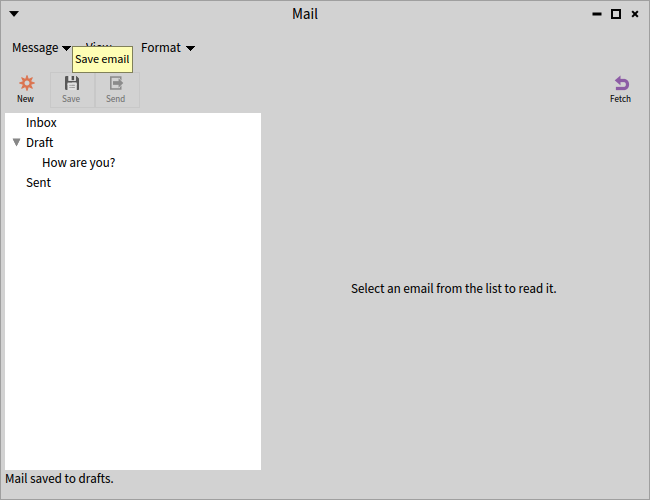 Mail
Message
Format
Save email
New
Save
Send
Fetch
Inbox
Draft
How are you?
Sent
Select an email from the list to read it.
Mail saved to drafts.